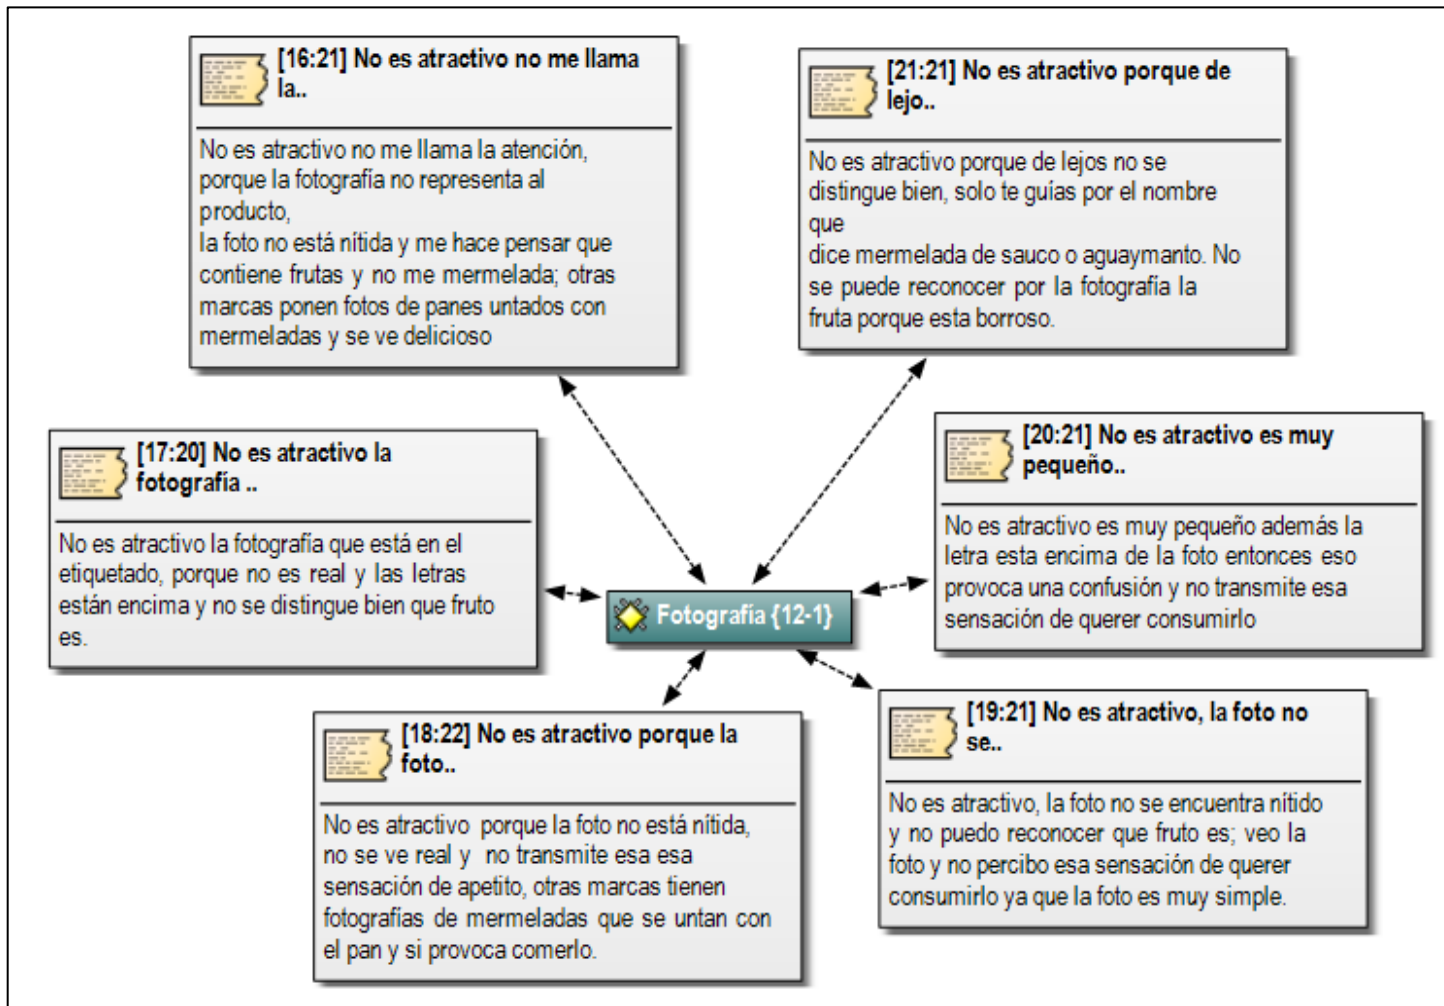 [16:21] No es atractivo no me llama
la..
No es atractivo no me llama la atención,
porque la fotografía no representa al
producto,
la foto no está nítida y me hace pensar que
contiene frutas y no me mermelada; otras
marcas ponen fotos de panes untados con
mermeladas y se ve delicioso
[21:21] No es atractivo porque de
lejo..
No es atractivo porque de lejos no se
distingue bien, solo te guías por el nombre
que
dice mermelada de sauco o aguaymanto. No
se puede reconocer por la fotografía la
fruta porque esta borroso.
[17:20] No es atractivo la
fotografía ..
No es atractivo la fotografía que está en el
etiquetado, porque no es real y las letras
están encima y no se distingue bien que fruto
es.
[20:21] No es atractivo es muy
pequeño..
No es atractivo es muy pequeño además la
letra esta encima de la foto entonces eso
provoca una confusión y no transmite esa
sensación de querer consumirlo
Fotografía {12-1}
[18:22] No es atractivo porque la
foto..
No es atractivo porque la foto no está nítida,
no se ve real y no transmite esa esa
sensación de apetito, otras marcas tienen
fotografías de mermeladas que se untan con
el pan y si provoca comerlo.
[19:21] No es atractivo, la foto no
se..
No es atractivo, la foto no se encuentra nítido
y no puedo reconocer que fruto es; veo la
foto y no percibo esa sensación de querer
consumirlo ya que la foto es muy simple.